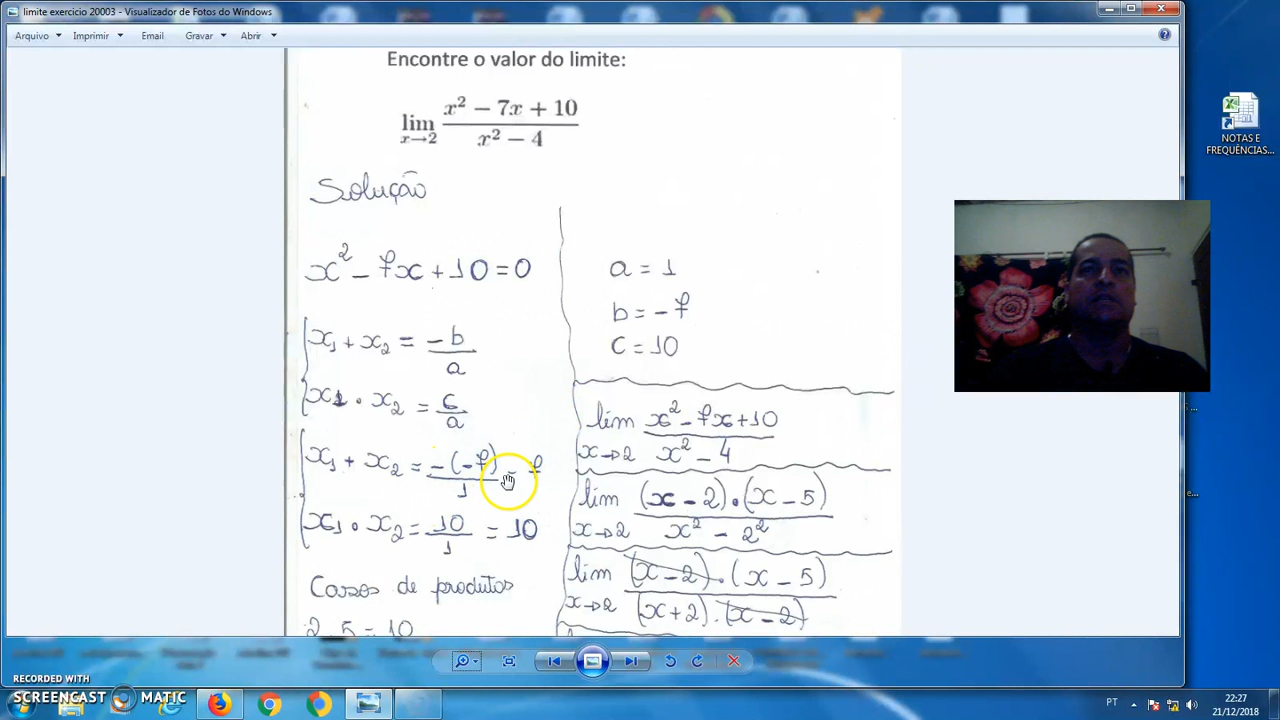 limite exercicio 20003 - Visualizador de Fotos do Windows
Arquivo Imprimir Email Gravar Abrir
Encontre o valor do limite:
lim x→2 x² − 7x + 10 / x² − 4
Solução
x² − 7x + 10 = 0
x₁ + x₂ = −b / a
x₁ · x₂ = c / a
x₁ + x₂ = −(−7) / 1 = 7
x₁ · x₂ = 10 / 1 = 10
Casos de produtos
2 5 = 10
a = 1
b = −7
c = 10
lim x→2 x² − 7x + 10 / x² − 4
lim x→2 (x − 2) · (x − 5) / x² − 2²
lim x→2 (x − 2) · (x − 5) / (x + 2) · (x − 2)
NOTAS E
FREQUÊNCIAS...
RECORDED WITH
SCREENCAST MATIC
PT
22:27
21/12/2018